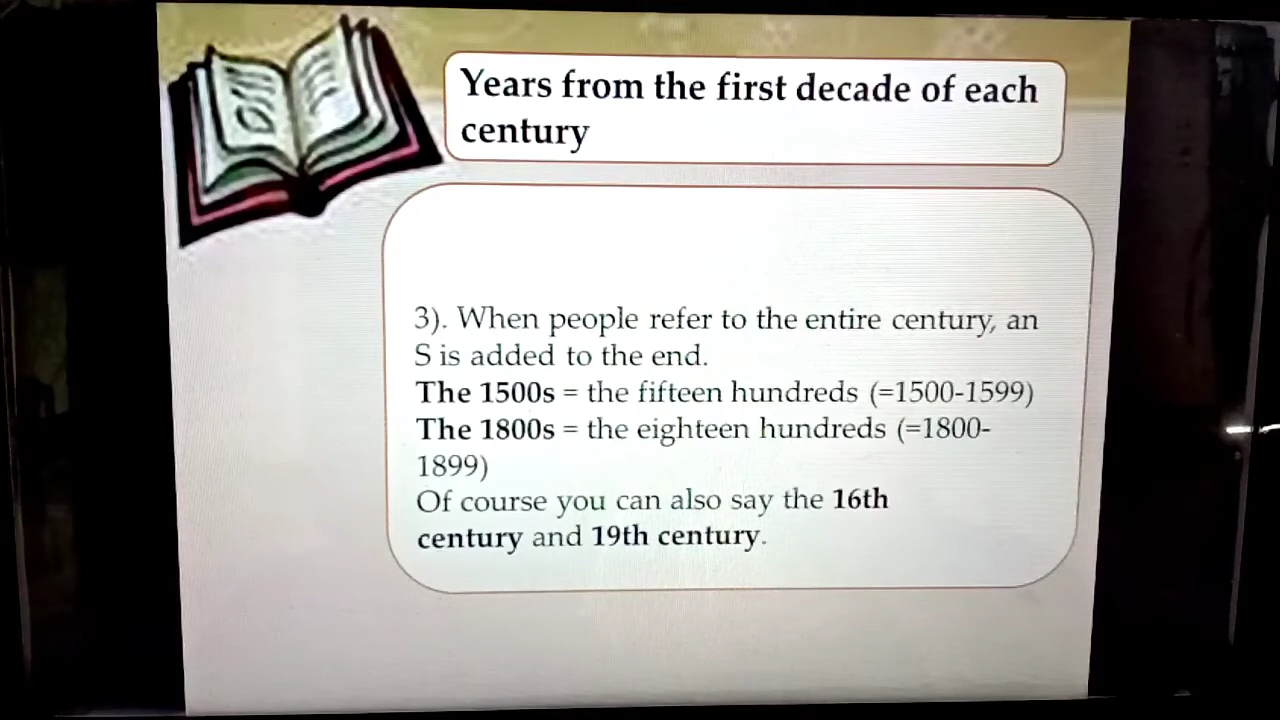 Years from the first decade of each
century
3). When people refer to the entire century, an
S is added to the end.
The 1500s = the fifteen hundreds (=1500-1599)
The 1800s = the eighteen hundreds (=1800-
1899)
Of course you can also say the 16th
century and 19th century.